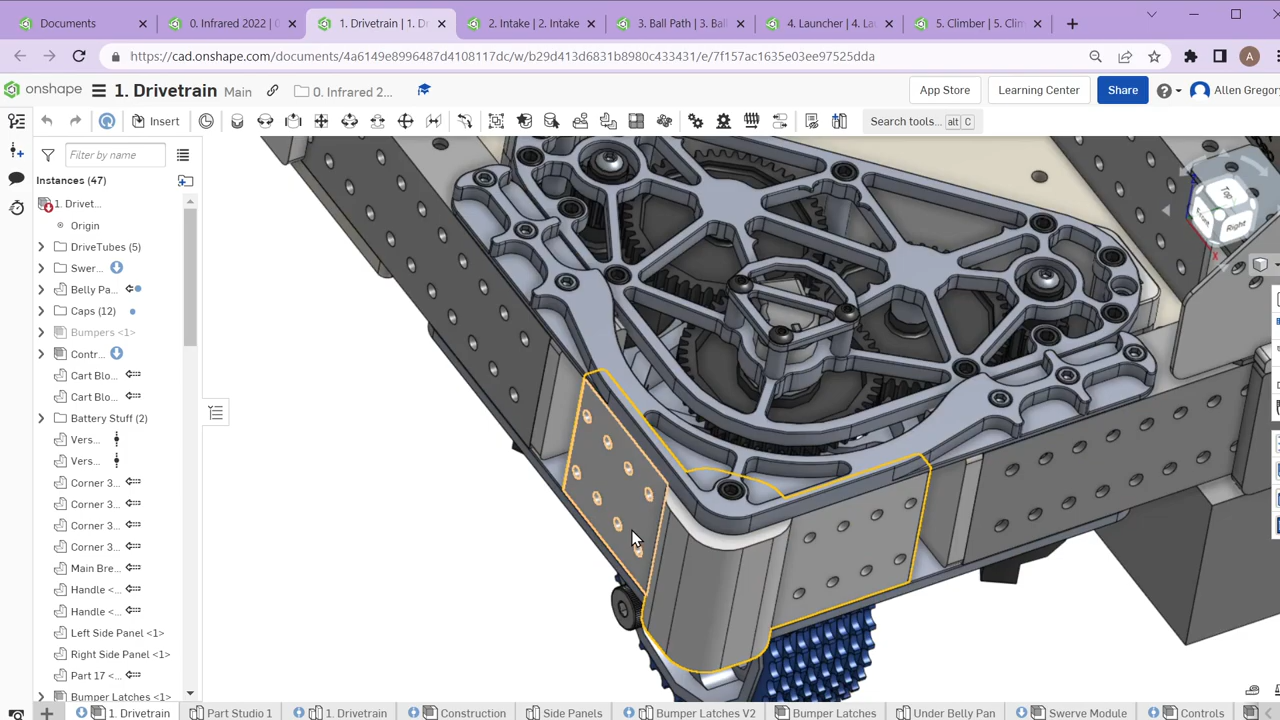 Documents
0. Infrared 2022 |
1. Drivetrain | 1. Dr
2. Intake | 2. Intake
3. Ball Path | 3. Ball
4. Launcher | 4. Lau
5. Climber | 5. Clim
https://cad.onshape.com/documents/4a6149e8996487d4108117dc/w/b29d413d6831b8980c433431/e/7f157ac1635e03ee97525dda
A
onshape
1. Drivetrain
Main
0. Infrared 2...
App Store
Learning Center
Share
Allen Gregory
Insert
Search tools...
alt
C
Filter by name
Instances (47)
1. Drivet...
Origin
DriveTubes (5)
Swer...
Belly Pa...
Caps (12)
Bumpers <1>
Contr...
Cart Blo...
Cart Blo...
Battery Stuff (2)
Vers...
Vers...
Corner 3...
Corner 3...
Corner 3...
Corner 3...
Main Bre...
Handle <...
Handle <...
Left Side Panel <1>
Right Side Panel <1>
Part 17 <...
Bumper Latches <1>
Top
Right
X
1. Drivetrain
Part Studio 1
1. Drivetrain
Construction
Side Panels
Bumper Latches V2
Bumper Latches
Under Belly Pan
Swerve Module
Controls